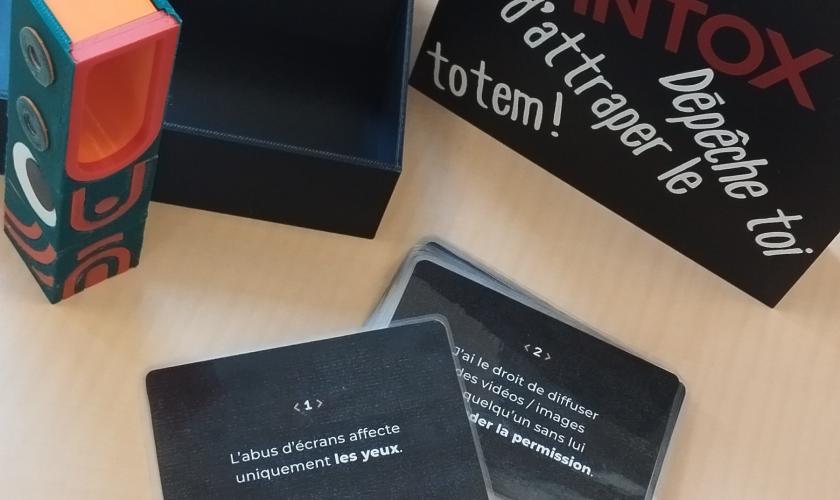 INTOX
Dépêche toi
d'attraper le
totem!
<1>
L'abus d'écrans affecte
uniquement les yeux.
<2>
J'ai le droit de diffuser
des vidéos / images
quelqu'un sans lui
der la permission.